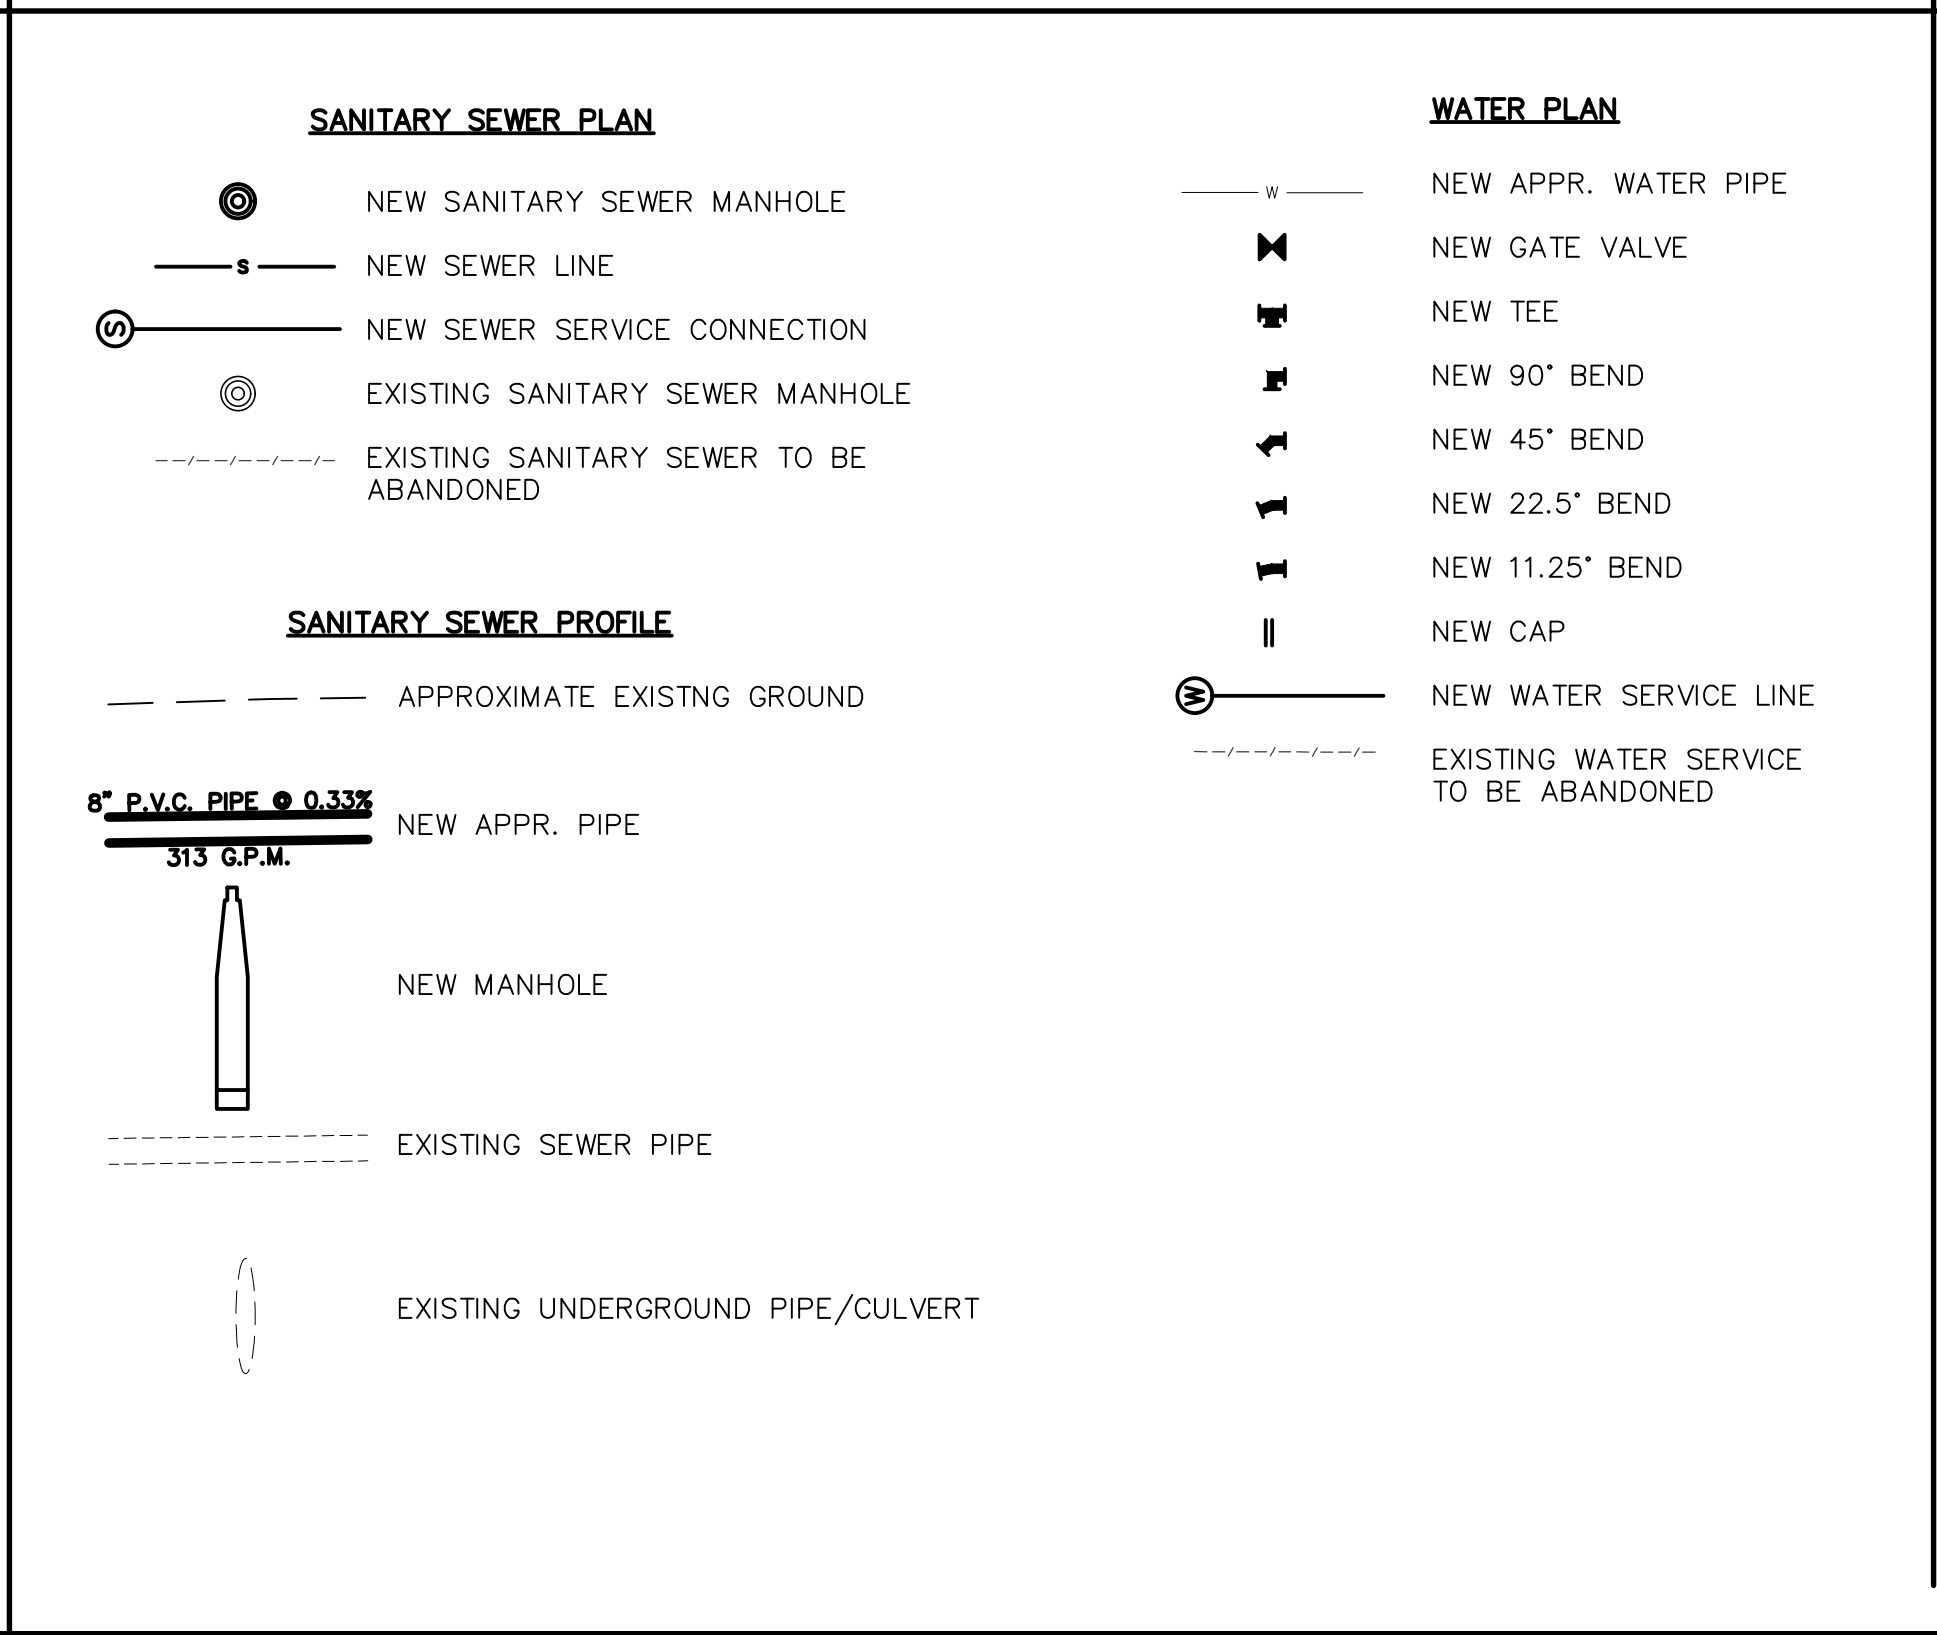 SANITARY SEWER PLAN
NEW SANITARY SEWER MANHOLE
S NEW SEWER LINE
S NEW SEWER SERVICE CONNECTION
EXISTING SANITARY SEWER MANHOLE
EXISTING SANITARY SEWER TO BE
ABANDONED
SANITARY SEWER PROFILE
APPROXIMATE EXISTNG GROUND
8" P.V.C. PIPE @ 0.33%
NEW APPR. PIPE
313 G.P.M.
NEW MANHOLE
EXISTING SEWER PIPE
EXISTING UNDERGROUND PIPE/CULVERT
WATER PLAN
W NEW APPR. WATER PIPE
NEW GATE VALVE
NEW TEE
NEW 90° BEND
NEW 45° BEND
NEW 22.5° BEND
NEW 11.25° BEND
NEW CAP
W NEW WATER SERVICE LINE
EXISTING WATER SERVICE
TO BE ABANDONED